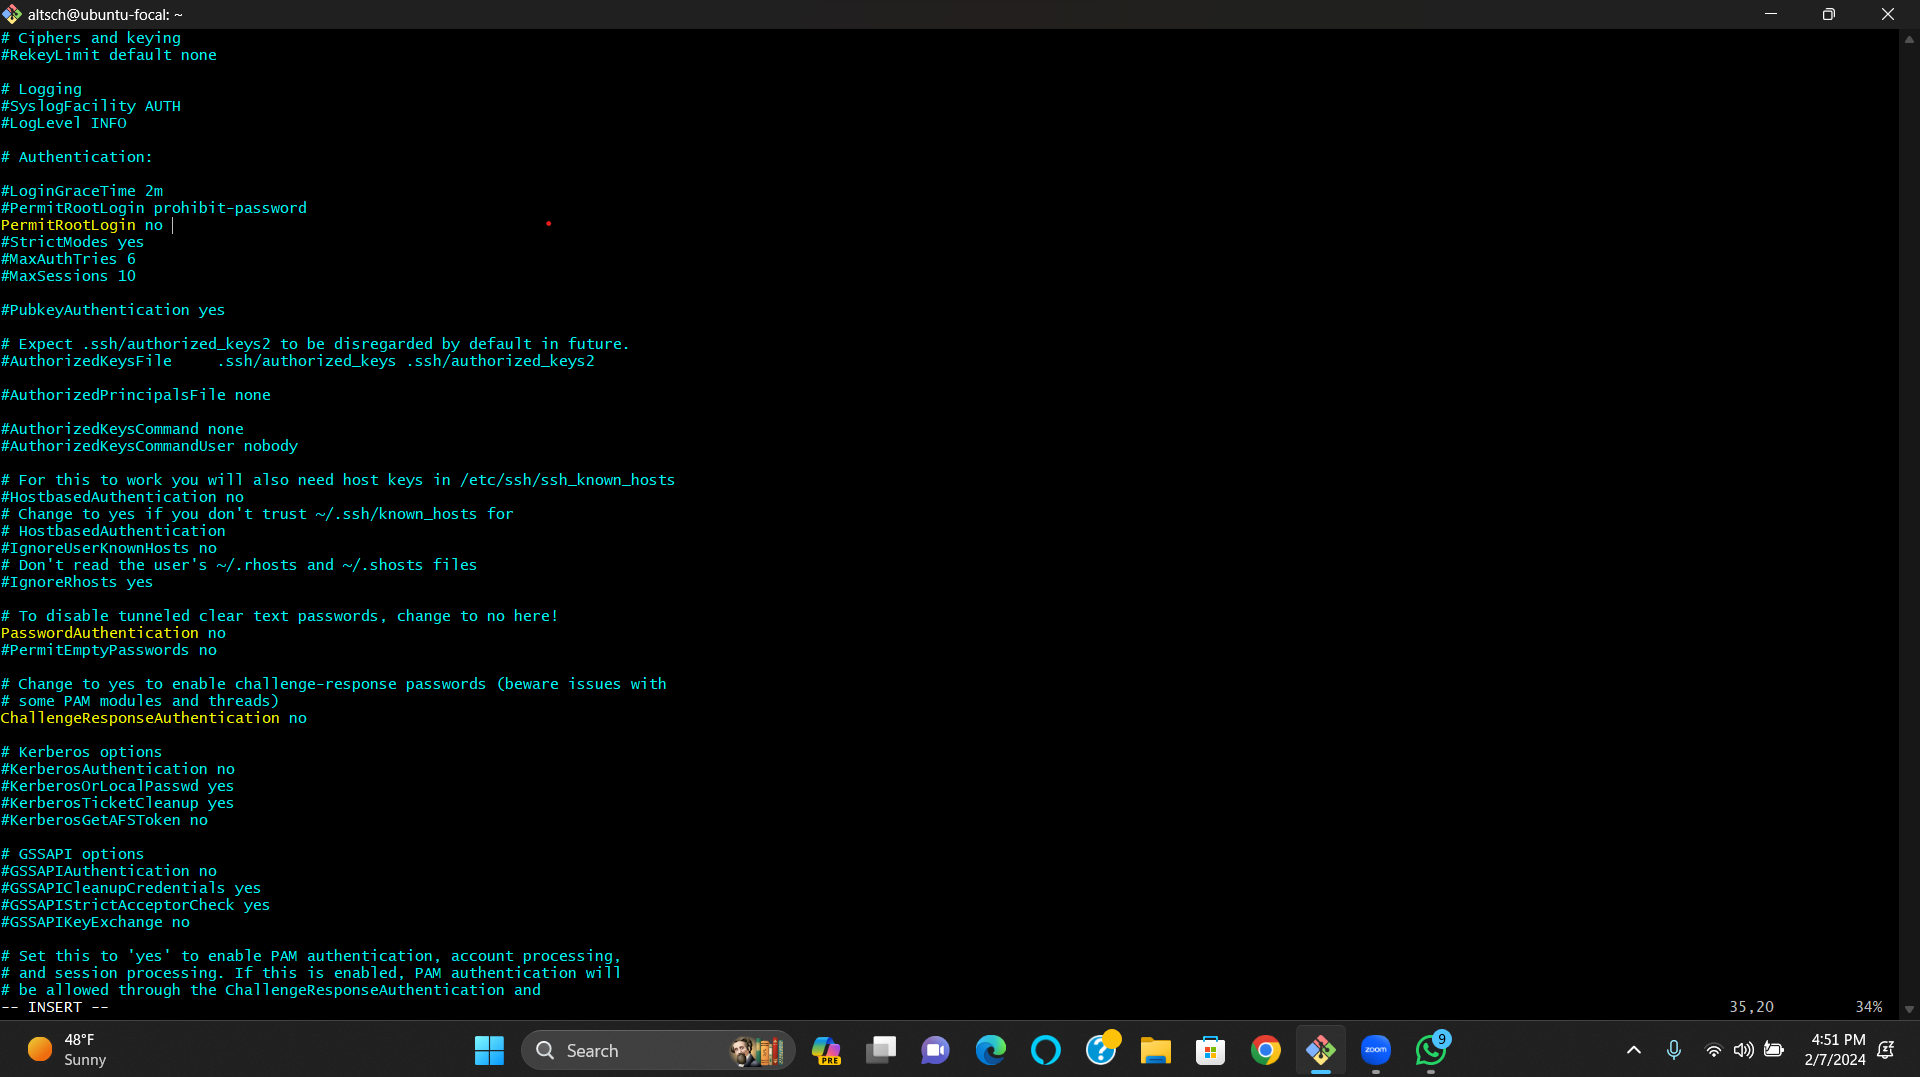 altsch@ubuntu-focal: ~
# Ciphers and keying
#RekeyLimit default none
# Logging
#SyslogFacility AUTH
#LogLevel INFO
# Authentication:
#LoginGraceTime 2m
#PermitRootLogin prohibit-password
PermitRootLogin no
#StrictModes yes
#MaxAuthTries 6
#MaxSessions 10
#PubkeyAuthentication yes
# Expect .ssh/authorized_keys2 to be disregarded by default in future.
#AuthorizedKeysFile     .ssh/authorized_keys .ssh/authorized_keys2
#AuthorizedPrincipalsFile none
#AuthorizedKeysCommand none
#AuthorizedKeysCommandUser nobody
# For this to work you will also need host keys in /etc/ssh/ssh_known_hosts
#HostbasedAuthentication no
# Change to yes if you don't trust ~/.ssh/known_hosts for
# HostbasedAuthentication
#IgnoreUserKnownHosts no
# Don't read the user's ~/.rhosts and ~/.shosts files
#IgnoreRhosts yes
# To disable tunneled clear text passwords, change to no here!
PasswordAuthentication no
#PermitEmptyPasswords no
# Change to yes to enable challenge-response passwords (beware issues with
# some PAM modules and threads)
ChallengeResponseAuthentication no
# Kerberos options
#KerberosAuthentication no
#KerberosOrLocalPasswd yes
#KerberosTicketCleanup yes
#KerberosGetAFSToken no
# GSSAPI options
#GSSAPIAuthentication no
#GSSAPICleanupCredentials yes
#GSSAPIStrictAcceptorCheck yes
#GSSAPIKeyExchange no
# Set this to 'yes' to enable PAM authentication, account processing,
# and session processing. If this is enabled, PAM authentication will
# be allowed through the ChallengeResponseAuthentication and
-- INSERT -- 35,20 34%
48°F
Sunny
Search
PRE
zoom
9
4:51 PM
2/7/2024